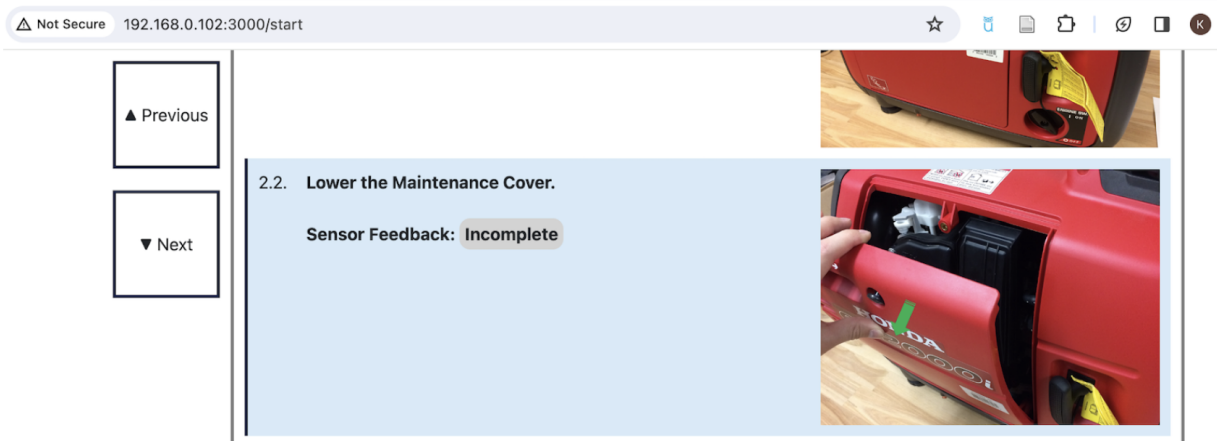 Not Secure 192.168.0.102:3000/start
K
▲ Previous
2.2. Lower the Maintenance Cover.
Sensor Feedback: Incomplete
▼ Next